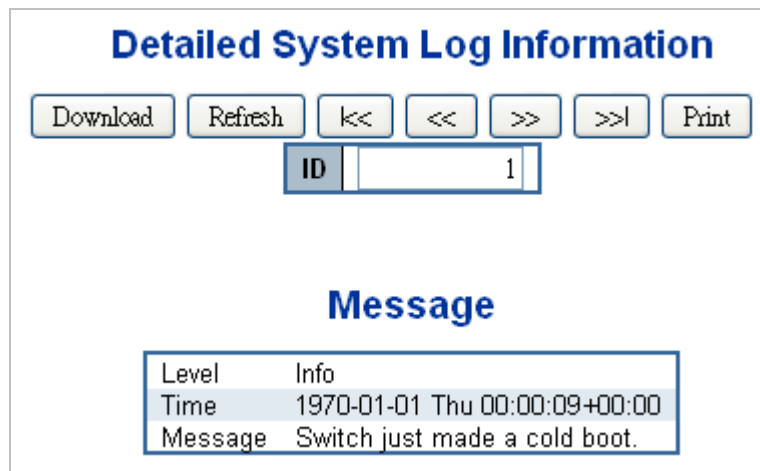 Detailed System Log Information
Download Refresh |<< << >> >>| Print
ID 1
Message
Level Info
Time 1970-01-01 Thu 00:00:09+00:00
Message Switch just made a cold boot.